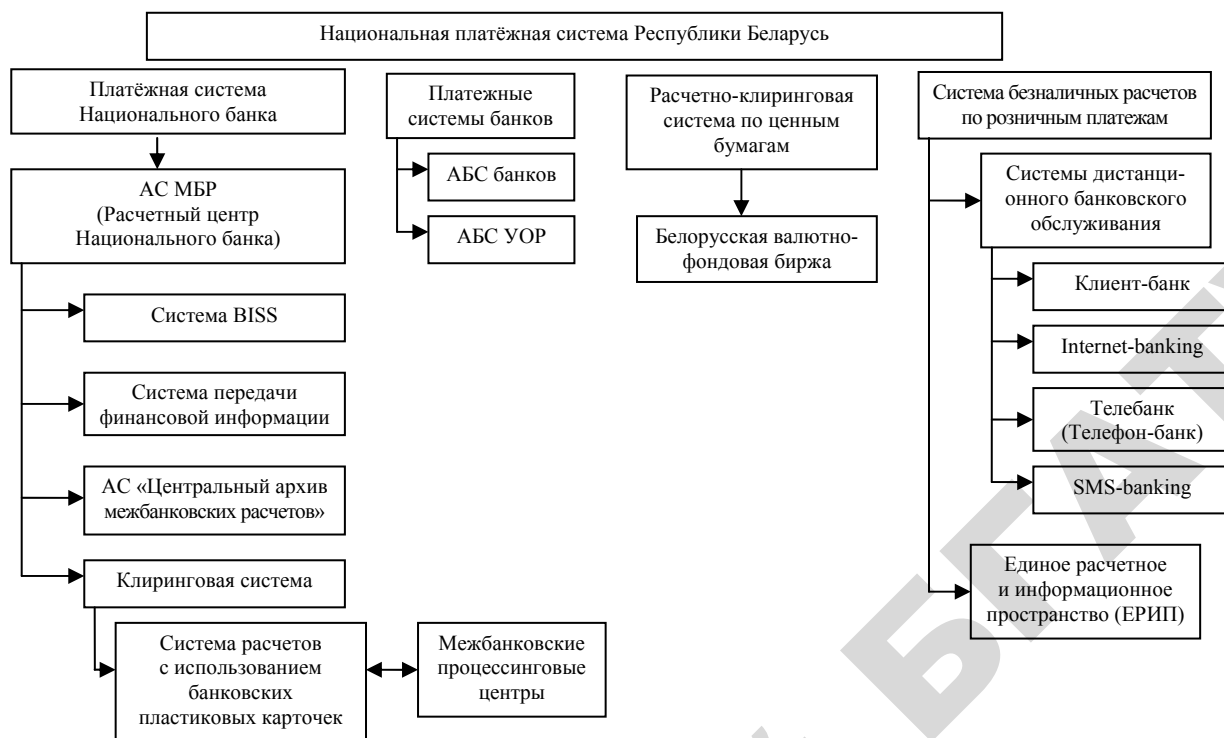 Национальная платёжная система Республики Беларусь
Платёжная система
Национального банка
АС МБР
(Расчетный центр
Национального банка)
Система BISS
Система передачи
финансовой информации
АС «Центральный архив
межбанковских расчетов»
Клиринговая система
Система расчетов
с использованием
банковских
пластиковых карточек
Межбанковские
процессинговые
центры
Платежные
системы банков
АБС банков
АБС УОР
Расчетно-клиринговая
система по ценным
бумагам
Белорусская валютно-
фондовая биржа
Система безналичных расчетов
по розничным платежам
Системы дистанци-
онного банковского
обслуживания
Клиент-банк
Internet-banking
Телебанк
(Телефон-банк)
SMS-banking
Единое расчетное
и информационное
пространство (ЕРИП)
БГАТУ